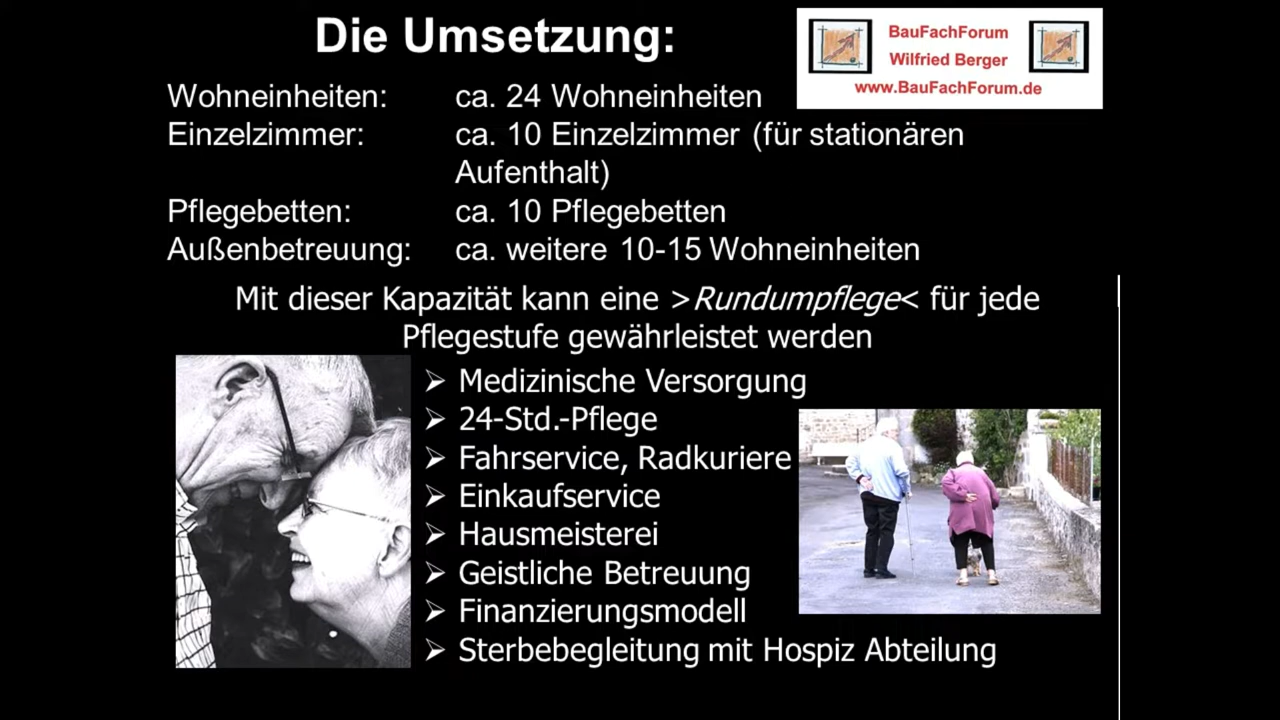 Die Umsetzung:
BauFachForum
Wilfried Berger
www.BauFachForum.de
Wohneinheiten: ca. 24 Wohneinheiten
Einzelzimmer: ca. 10 Einzelzimmer (für stationären
Aufenthalt)
Pflegebetten: ca. 10 Pflegebetten
Außenbetreuung: ca. weitere 10-15 Wohneinheiten
Mit dieser Kapazität kann eine >Rundumpflege< für jede
Pflegestufe gewährleistet werden
➢ Medizinische Versorgung
➢ 24-Std.-Pflege
➢ Fahrservice, Radkuriere
➢ Einkaufservice
➢ Hausmeisterei
➢ Geistliche Betreuung
➢ Finanzierungsmodell
➢ Sterbebegleitung mit Hospiz Abteilung